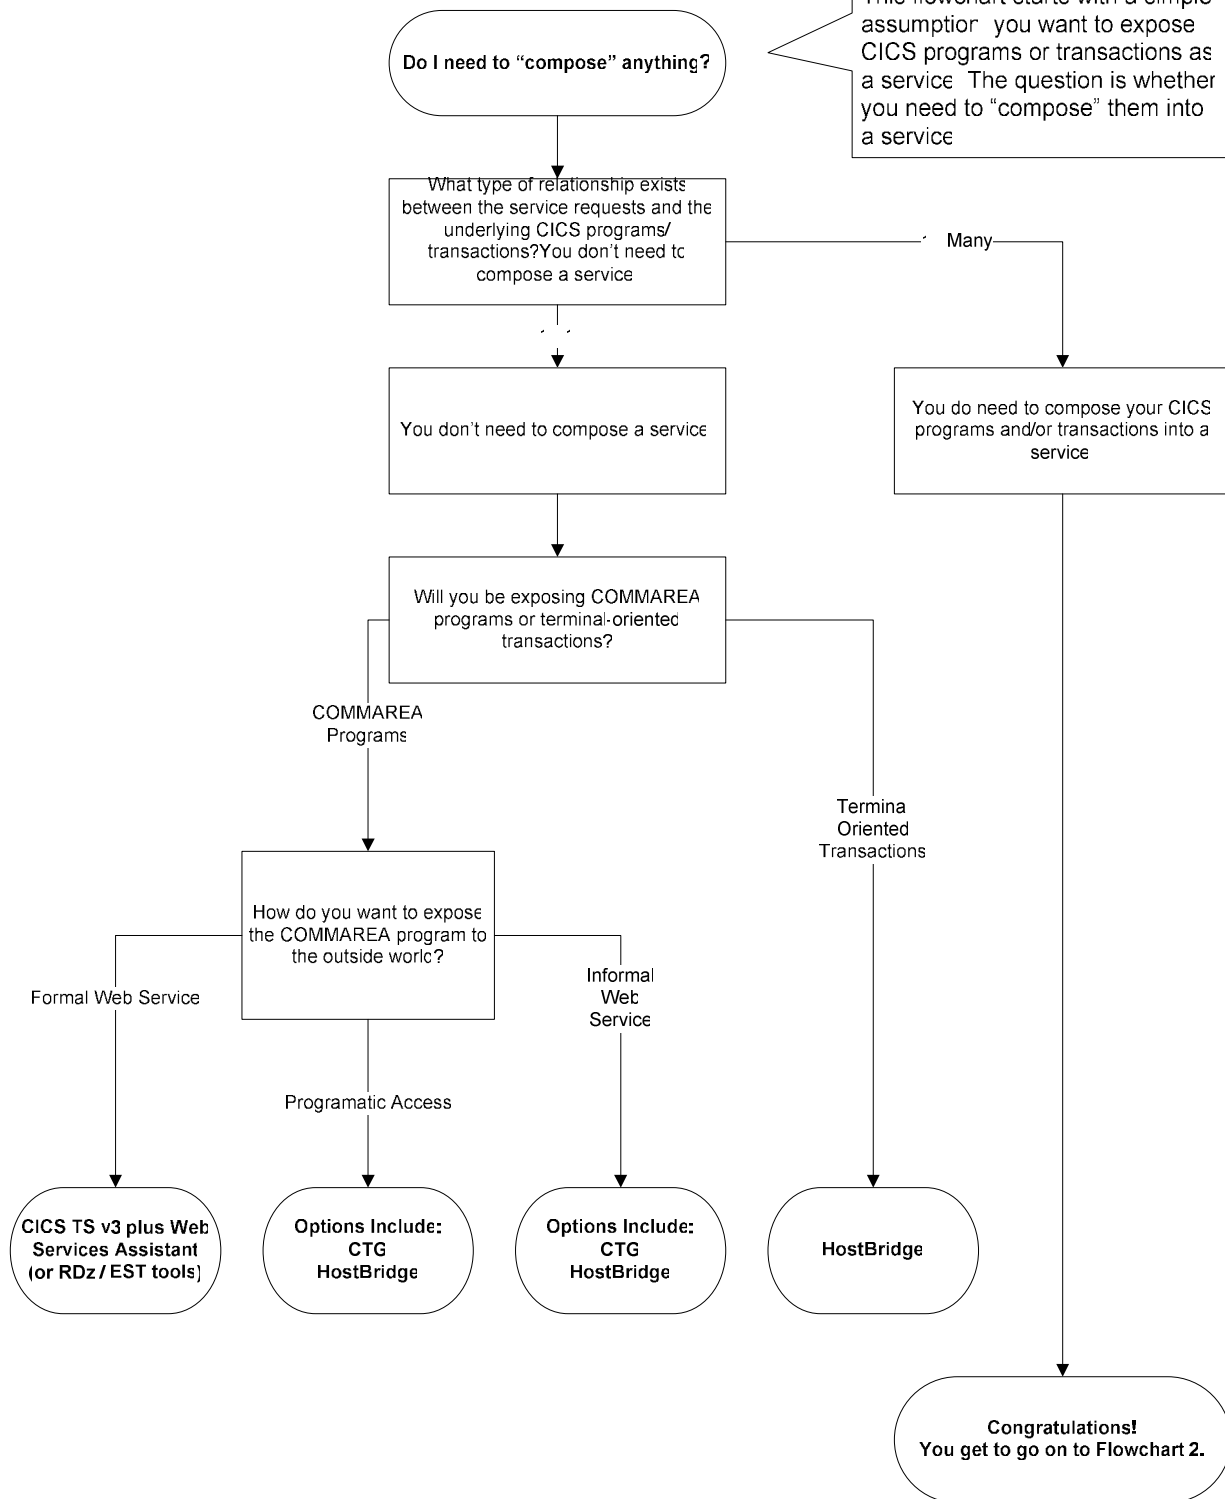 Do I need to “compose” anything?
This flowchart starts with a simple
assumption you want to expose
CICS programs or transactions as
a service The question is whether
you need to “compose” them into
a service
What type of relationship exists
between the service requests and the
underlying CICS programs/
transactions?You don’t need to
compose a service
Many
You don’t need to compose a service
You do need to compose your CICS
programs and/or transactions into a
service
Will you be exposing COMMAREA
programs or terminal-oriented
transactions?
COMMAREA
Programs
Termina
Oriented
Transactions
How do you want to expose
the COMMAREA program to
the outside world?
Formal Web Service
Informal
Web
Service
Programatic Access
CICS TS v3 plus Web
Services Assistant
(or RDz / EST tools)
Options Include:
CTG
HostBridge
Options Include:
CTG
HostBridge
HostBridge
Congratulations!
You get to go on to Flowchart 2.